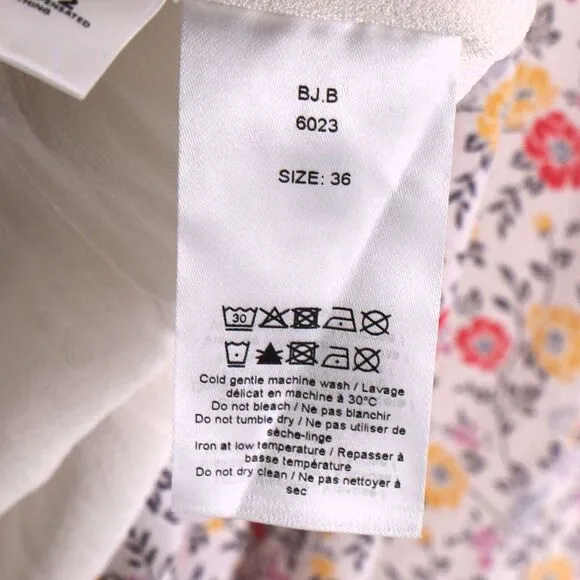 BJ.B
6023
SIZE: 36
30
Cold gentle machine wash / Lavage
délicat en machine à 30°C
Do not bleach / Ne pas blanchir
Do not tumble dry / Ne pas utiliser de
sèche-linge
Iron at low temperature / Repasser à
basse température
Do not dry clean / Ne pas nettoyer à
sec